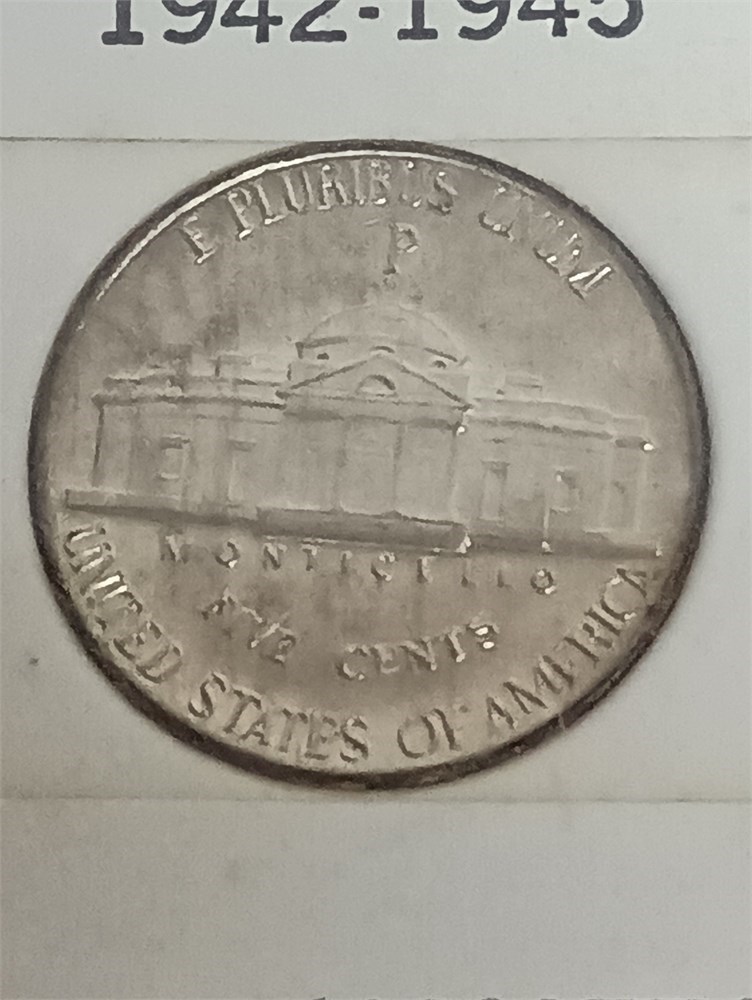 1942-1945
E PLURIBUS UNUM
P
MONTICELLO
FIVE CENTS
UNITED STATES OF AMERICA